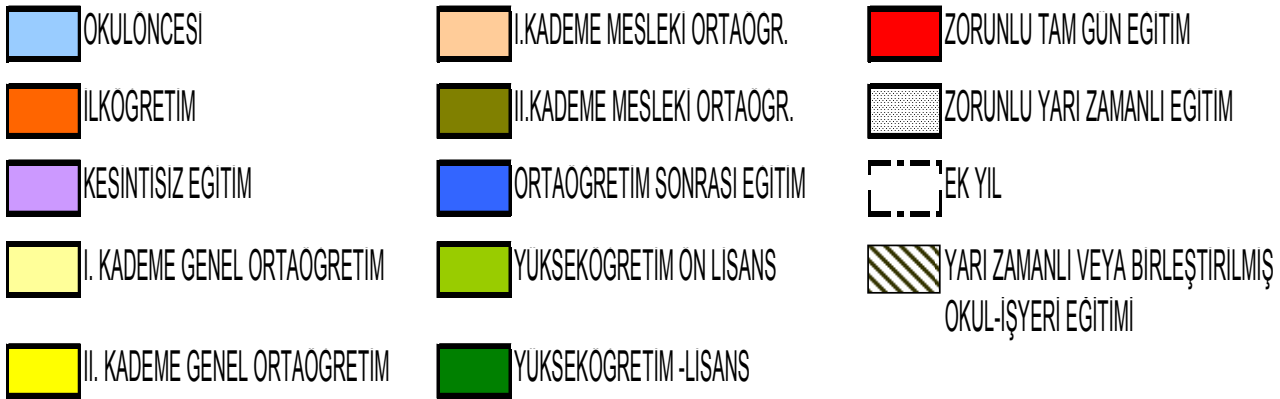 OKULÖNCESİ
İLKÖĞRETİM
KESİNTİSİZ EĞİTİM
I. KADEME GENEL ORTAÖĞRETİM
II. KADEME GENEL ORTAÖĞRETİM
I.KADEME MESLEKİ ORTAÖĞR.
II.KADEME MESLEKİ ORTAÖĞR.
ORTAÖĞRETİM SONRASI EĞİTİM
YÜKSEKÖĞRETİM ÖN LİSANS
YÜKSEKÖĞRETİM -LİSANS
ZORUNLU TAM GÜN EĞİTİM
ZORUNLU YARI ZAMANLI EĞİTİM
EK YIL
YARI ZAMANLI VEYA BİRLEŞTİRİLMİŞ
OKUL-İŞYERİ EĞİTİMİ